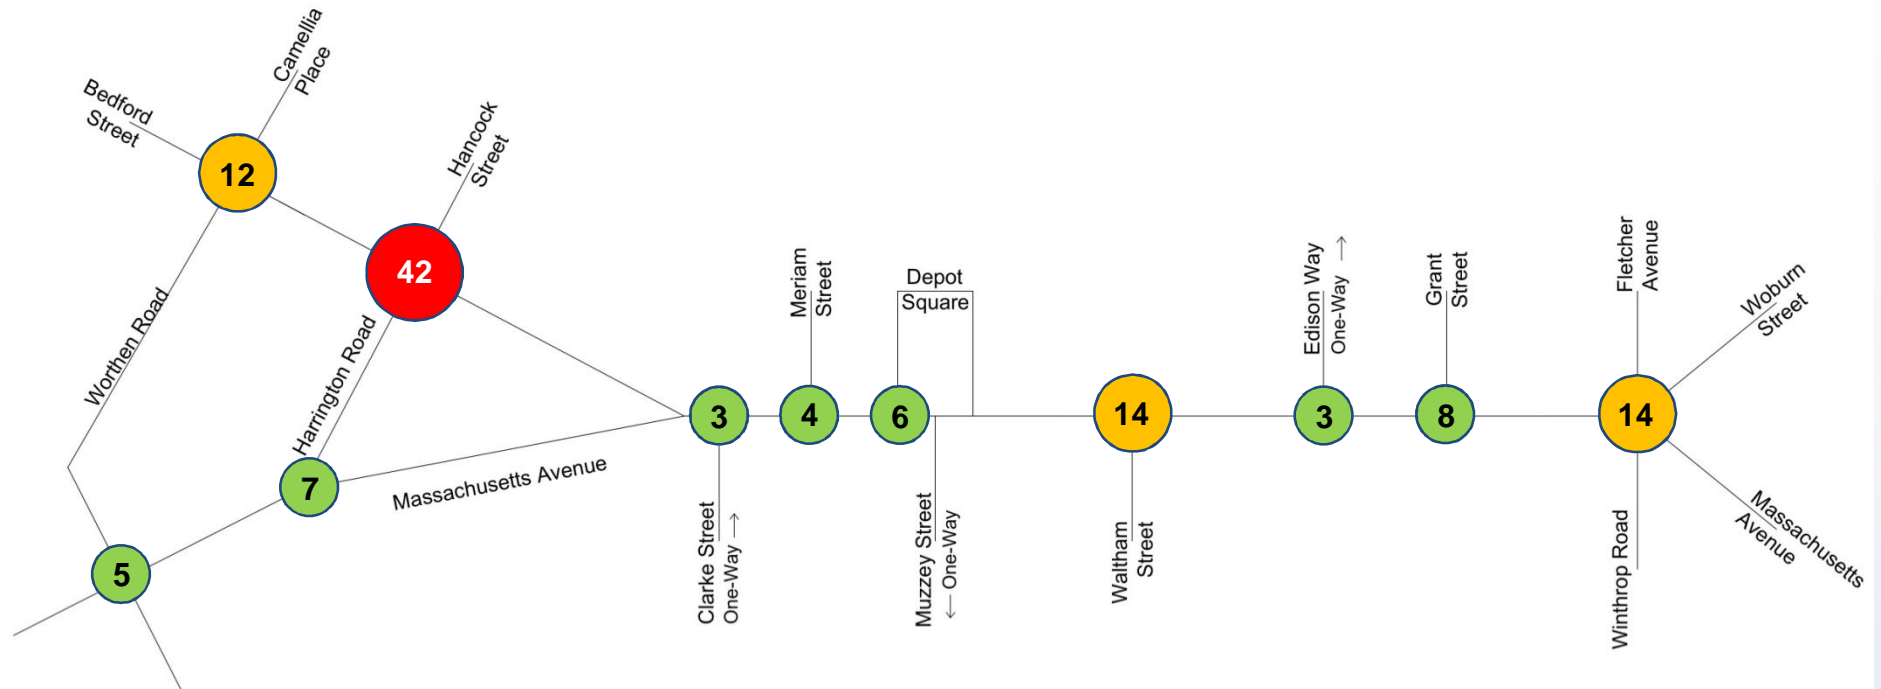 Camellia
Place
Bedford
Street
12
Hancock
Street
42
Worthen Road
Harrington Road
7
5
Massachusetts Avenue
3
Clarke Street
One-Way →
4
Meriam
Street
6
Depot
Square
Muzzey Street
← One-Way
14
Waltham
Street
3
Edison Way
One-Way →
8
Grant
Street
14
Fletcher
Avenue
Woburn
Street
Massachusetts
Avenue
Winthrop Road